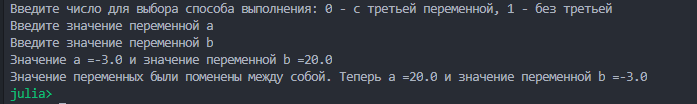 Введите число для выбора способа выполнения: 0 - с третьей переменной, 1 - без третьей
Введите значение переменной a
Введите значение переменной b
Значение a =-3.0 и значение переменной b =20.0
Значение переменных были поменены между собой. Теперь a =20.0 и значение переменной b =-3.0
julia>